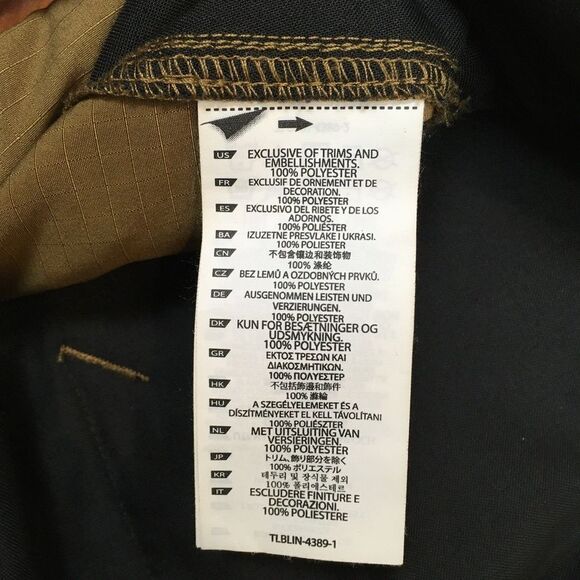 US EXCLUSIVE OF TRIMS AND
EMBELLISHMENTS.
100% POLYESTER
FR EXCLUSIF DE ORNEMENT ET DE
DECORATION.
100% POLYESTER
ES EXCLUSIVO DEL RIBETE Y DE LOS
ADORNOS.
100% POLIÉSTER
BA IZUZETNE PRESVLAKE I UKRASI.
100% POLIESTER
CN 不包含镶边和装饰物
100% 涤纶
CZ BEZ LEMŮ A OZDOBNÝCH PRVKŮ.
100% POLYESTER
DE AUSGENOMMEN LEISTEN UND
VERZIERUNGEN.
100% POLYESTER
DK KUN FOR BESÆTNINGER OG
UDSMYKNING.
100% POLYESTER
GR ΕΚΤΟΣ ΤΡΕΣΩΝ ΚΑΙ
ΔΙΑΚΟΣΜΗΤΙΚΩΝ.
100% ΠΟΛΥΕΣΤΕΡ
HK 不包括飾邊和飾件
100% 滌綸
HU A SZEGÉLYELEMEKET ÉS A
DÍSZÍTMÉNYEKET EL KELL TÁVOLÍTANI
100% POLIÉSZTER
NL MET UITSLUITING VAN
VERSIERINGEN.
100% POLYESTER
JP トリム、飾り部分を除く
100% ポリエステル
KR 테두리 및 장식물 제외
100% 폴리에스테르
IT ESCLUDERE FINITURE E
DECORAZIONI.
100% POLIESTERE
TLBLIN-4389-1